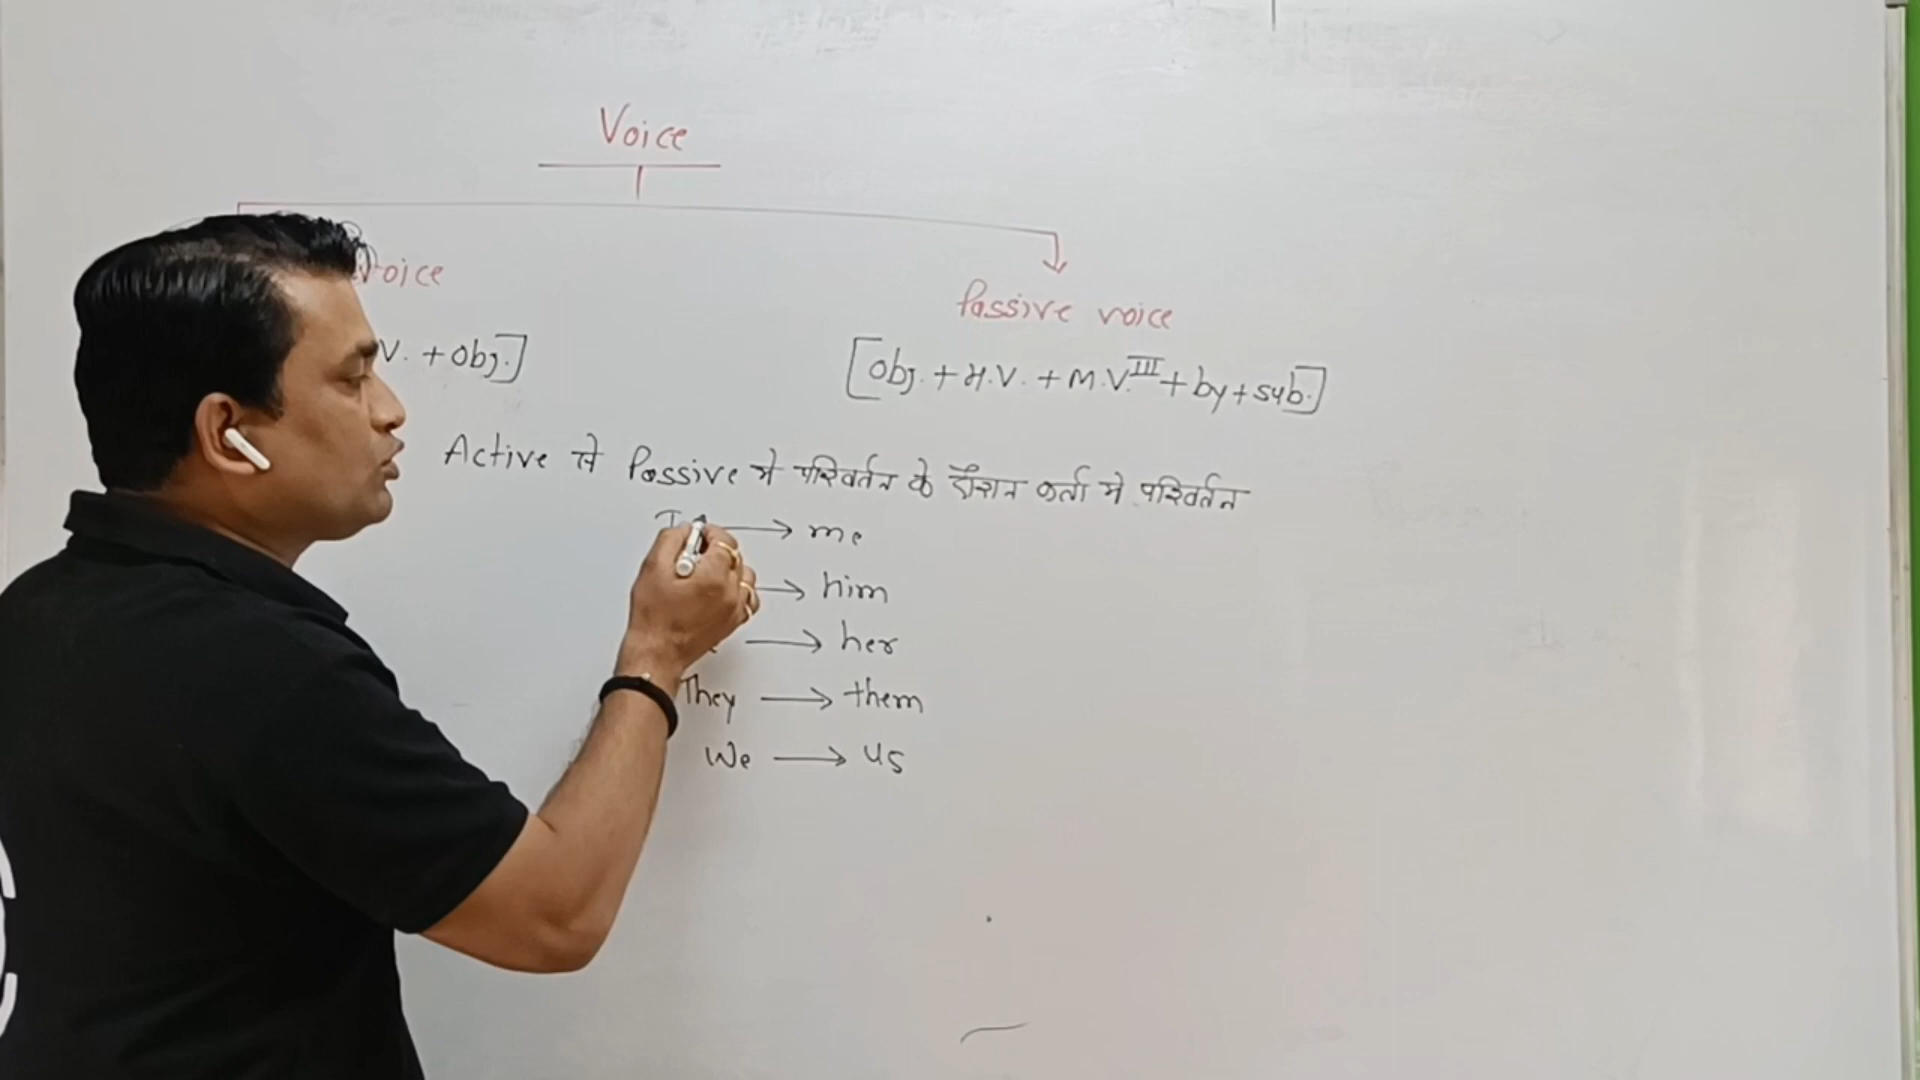 Voice
voice
Passive voice
V. + Obj.]
[Obj. + H.V. + M.V.III + by + sub.]
Active से Passive मे परिवर्तन के दौरान कर्ता मे परिवर्तन
I → me
→ him
→ her
They → them
We → us